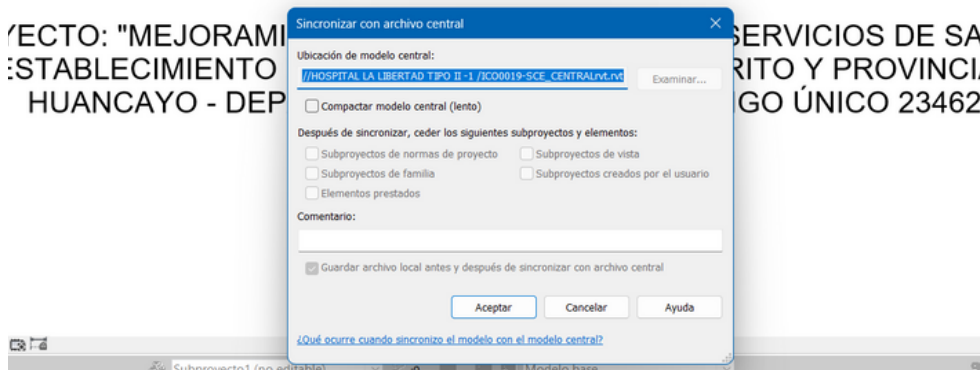 Sincronizar con archivo central
YECTO: "MEJORAMI
SERVICIOS DE SA
Ubicación de modelo central:
//HOSPITAL LA LIBERTAD TIPO II -1 /ICO0019-SCE_CENTRALrvt.rvt
Examinar...
ESTABLECIMIENTO
RITO Y PROVINCIA
HUANCAYO - DEP
GO ÚNICO 23462
Compactar modelo central (lento)
Después de sincronizar, ceder los siguientes subproyectos y elementos:
Subproyectos de normas de proyecto
Subproyectos de vista
Subproyectos de familia
Subproyectos creados por el usuario
Elementos prestados
Comentario:
Guardar archivo local antes y después de sincronizar con archivo central
Aceptar
Cancelar
Ayuda
¿Qué ocurre cuando sincronizo el modelo con el modelo central?
Subproyecto1 (no editable)
Modelo base